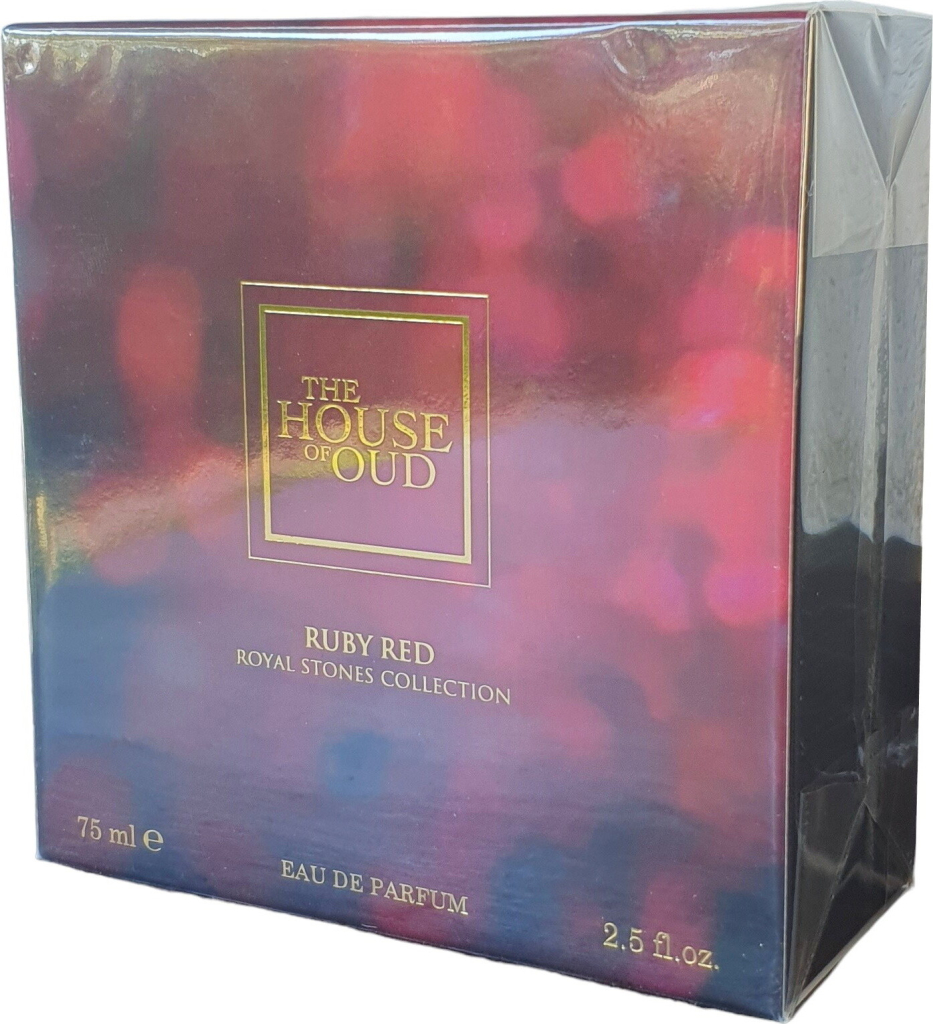 THE
HOUSE
OF OUD
RUBY RED
ROYAL STONES COLLECTION
75 ml ℮
EAU DE PARFUM
2.5 fl.oz.